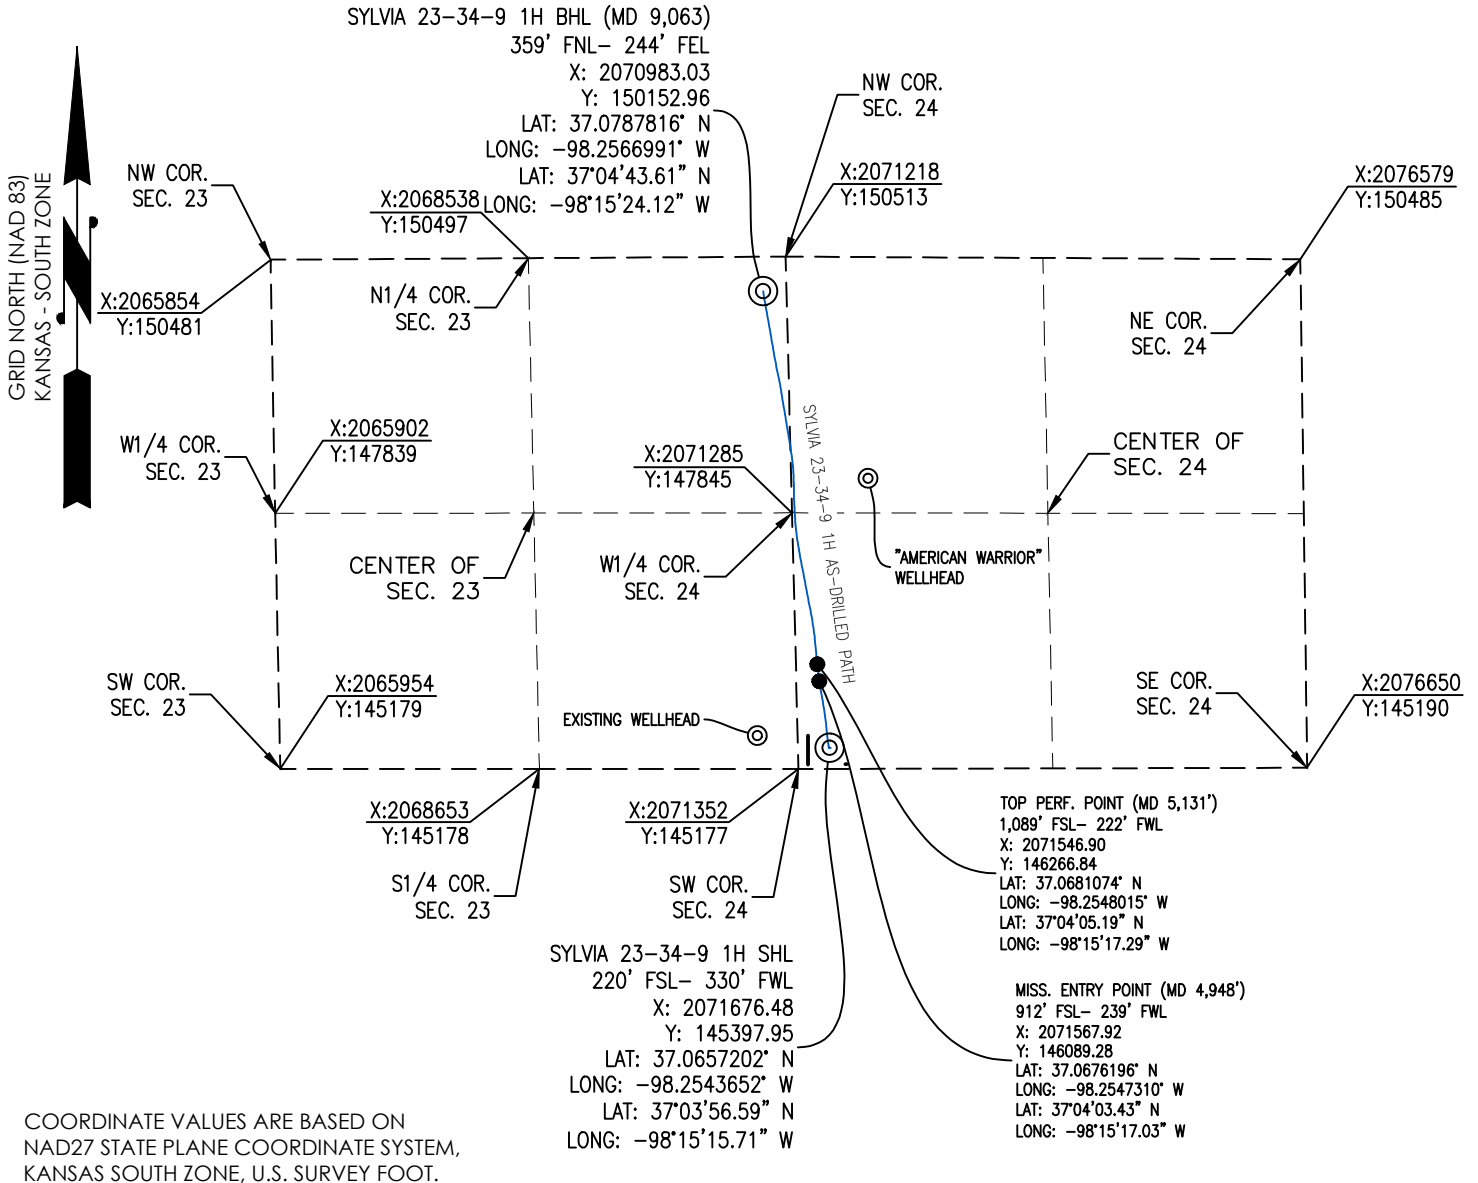 SYLVIA 23-34-9 1H BHL (MD 9,063)
359' FNL- 244' FEL
X: 2070983.03
Y: 150152.96
LAT: 37.0787816° N
LONG: -98.2566991° W
LAT: 37°04'43.61" N
LONG: -98°15'24.12" W
NW COR.
SEC. 24
X:2071218
Y:150513
X:2076579
Y:150485
NW COR.
SEC. 23
X:2068538
Y:150497
GRID NORTH (NAD 83)
KANSAS - SOUTH ZONE
X:2065854
Y:150481
N1/4 COR.
SEC. 23
NE COR.
SEC. 24
W1/4 COR.
SEC. 23
X:2065902
Y:147839
X:2071285
Y:147845
SYLVIA 23-34-9 1H AS-DRILLED PATH
CENTER OF
SEC. 24
CENTER OF
SEC. 23
W1/4 COR.
SEC. 24
"AMERICAN WARRIOR"
WELLHEAD
SW COR.
SEC. 23
X:2065954
Y:145179
EXISTING WELLHEAD
SE COR.
SEC. 24
X:2076650
Y:145190
X:2068653
Y:145178
X:2071352
Y:145177
S1/4 COR.
SEC. 23
SW COR.
SEC. 24
TOP PERF. POINT (MD 5,131')
1,089' FSL- 222' FWL
X: 2071546.90
Y: 146266.84
LAT: 37.0681074° N
LONG: -98.2548015° W
LAT: 37°04'05.19" N
LONG: -98°15'17.29" W
SYLVIA 23-34-9 1H SHL
220' FSL- 330' FWL
X: 2071676.48
Y: 145397.95
LAT: 37.0657202° N
LONG: -98.2543652° W
LAT: 37°03'56.59" N
LONG: -98°15'15.71" W
MISS. ENTRY POINT (MD 4,948')
912' FSL- 239' FWL
X: 2071567.92
Y: 146089.28
LAT: 37.0676196° N
LONG: -98.2547310° W
LAT: 37°04'03.43" N
LONG: -98°15'17.03" W
COORDINATE VALUES ARE BASED ON
NAD27 STATE PLANE COORDINATE SYSTEM,
KANSAS SOUTH ZONE, U.S. SURVEY FOOT.